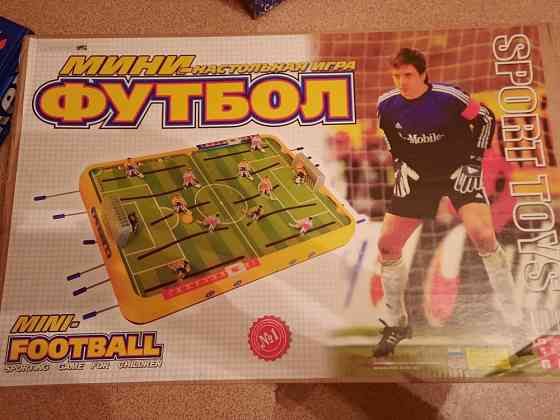 МИНИ-НАСТОЛЬНАЯ ИГРА
ФУТБОЛ
SPORT TOYS
T-Mobile
MINI-
FOOTBALL
SPORTING GAME FOR CHILDREN
№1